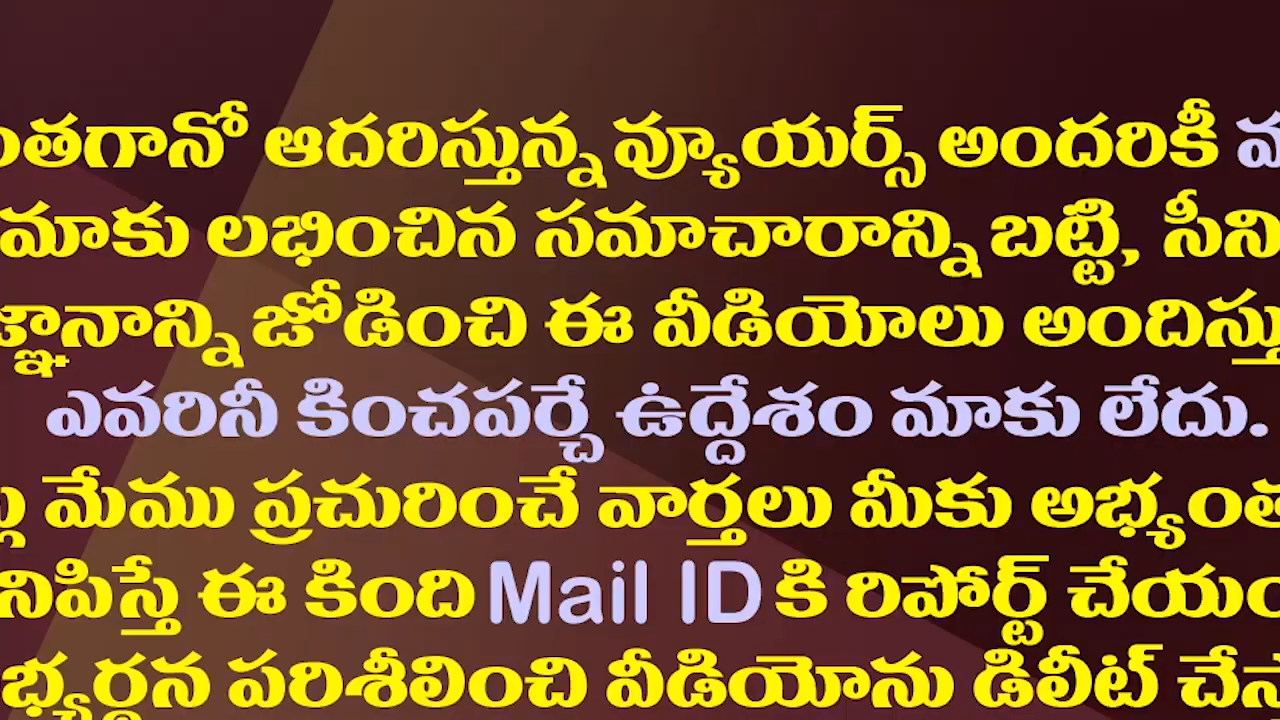 ంతగానో ఆదరిస్తున్న వ్యూయర్స్ అందరికీ
మాకు లభించిన సమాచారాన్ని బట్టి, సీని
జ్ఞానాన్ని జోడించి ఈ వీడియోలు అందిస్తు
ఎవరినీ కించపర్చే ఉద్దేశం మాకు లేదు.
మేము ప్రచురించే వార్తలు మీకు అభ్యంత
నిపిస్తే ఈ కింది Mail ID కి రిపోర్ట్ చేయం
భ్యర్థన పరిశీలించి వీడియోను డిలీట్ చేస